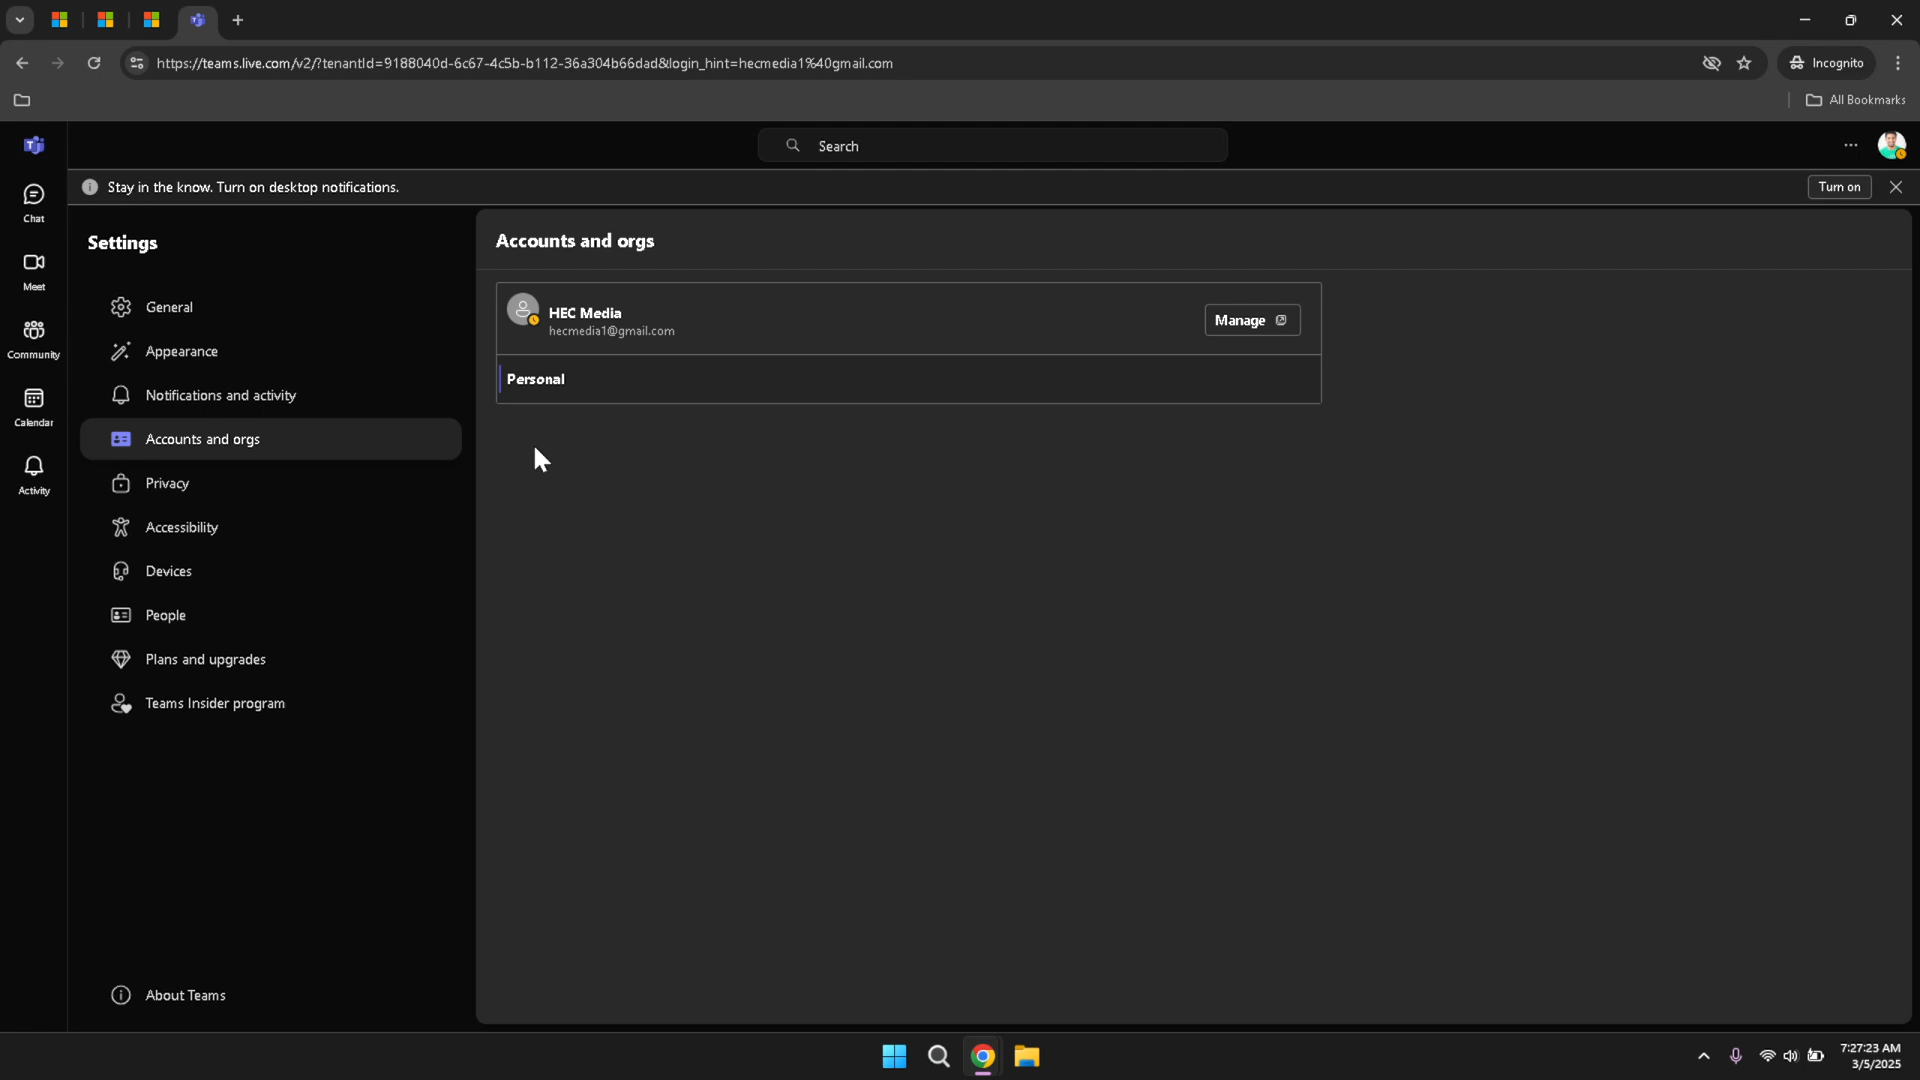 https://teams.live.com/v2/?tenantId=9188040d-6c67-4c5b-b112-36a304b66dad&login_hint=hecmedia1%40gmail.com
Incognito
All Bookmarks
Search
Stay in the know. Turn on desktop notifications.
Turn on
Chat
Meet
Community
Calendar
Activity
Settings
General
Appearance
Notifications and activity
Accounts and orgs
Privacy
Accessibility
Devices
People
Plans and upgrades
Teams Insider program
About Teams
Accounts and orgs
HEC Media
hecmedia1@gmail.com
Manage
Personal
7:27:23 AM
3/5/2025